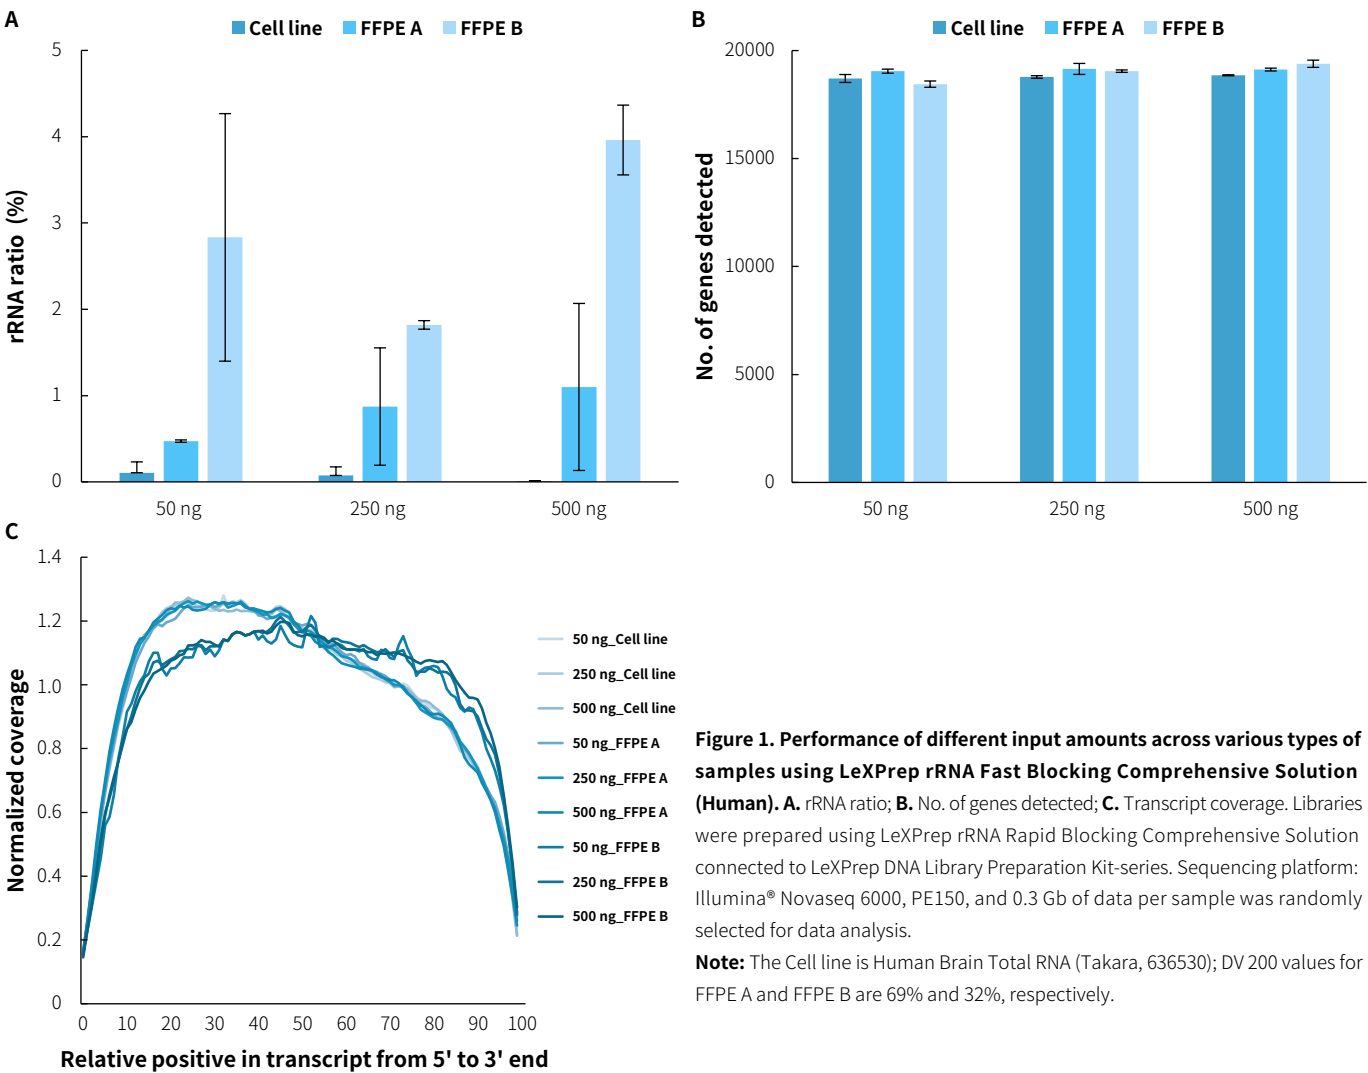 A
Cell line FFPE A FFPE B
5
4
3
2
1
0
rRNA ratio (%)
50 ng 250 ng 500 ng
B
Cell line FFPE A FFPE B
20000
15000
10000
5000
0
No. of genes detected
50 ng 250 ng 500 ng
C
1.4
1.2
1.0
0.8
0.6
0.4
0.2
0
Normalized coverage
0 10 20 30 40 50 60 70 80 90 100
Relative positive in transcript from 5' to 3' end
50 ng_Cell line
250 ng_Cell line
500 ng_Cell line
50 ng_FFPE A
250 ng_FFPE A
500 ng_FFPE A
50 ng_FFPE B
250 ng_FFPE B
500 ng_FFPE B
Figure 1. Performance of different input amounts across various types of
samples using LeXPrep rRNA Fast Blocking Comprehensive Solution
(Human). A. rRNA ratio; B. No. of genes detected; C. Transcript coverage. Libraries
were prepared using LeXPrep rRNA Rapid Blocking Comprehensive Solution
connected to LeXPrep DNA Library Preparation Kit-series. Sequencing platform:
Illumina® Novaseq 6000, PE150, and 0.3 Gb of data per sample was randomly
selected for data analysis.
Note: The Cell line is Human Brain Total RNA (Takara, 636530); DV 200 values for
FFPE A and FFPE B are 69% and 32%, respectively.